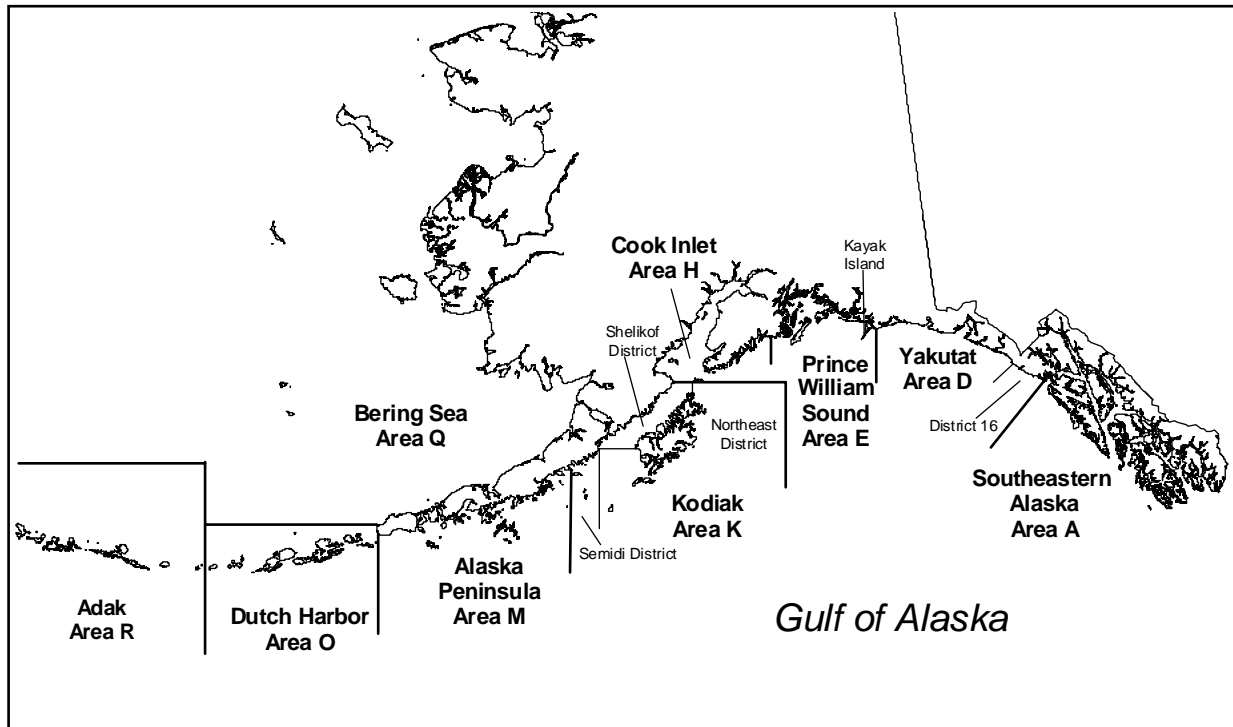 Cook Inlet
Area H
Kayak
Island
Shelikof
District
Bering Sea
Area Q
Prince
William
Sound
Area E
Yakutat
Area D
Northeast
District
District 16
Southeastern
Alaska
Area A
Kodiak
Area K
Semidi District
Alaska
Peninsula
Area M
Adak
Area R
Dutch Harbor
Area O
Gulf of Alaska